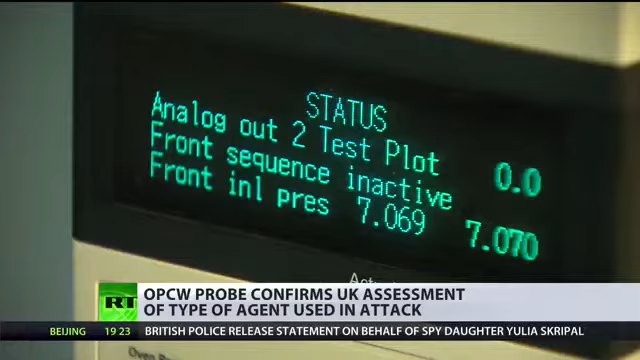 STATUS
Analog out 2 Test Plot 0.0
Front sequence inactive
Front inl pres 7.069 7.070
RT
OPCW PROBE CONFIRMS UK ASSESSMENT
OF TYPE OF AGENT USED IN ATTACK
BEIJING 19 23 BRITISH POLICE RELEASE STATEMENT ON BEHALF OF SPY DAUGHTER YULIA SKRIPAL